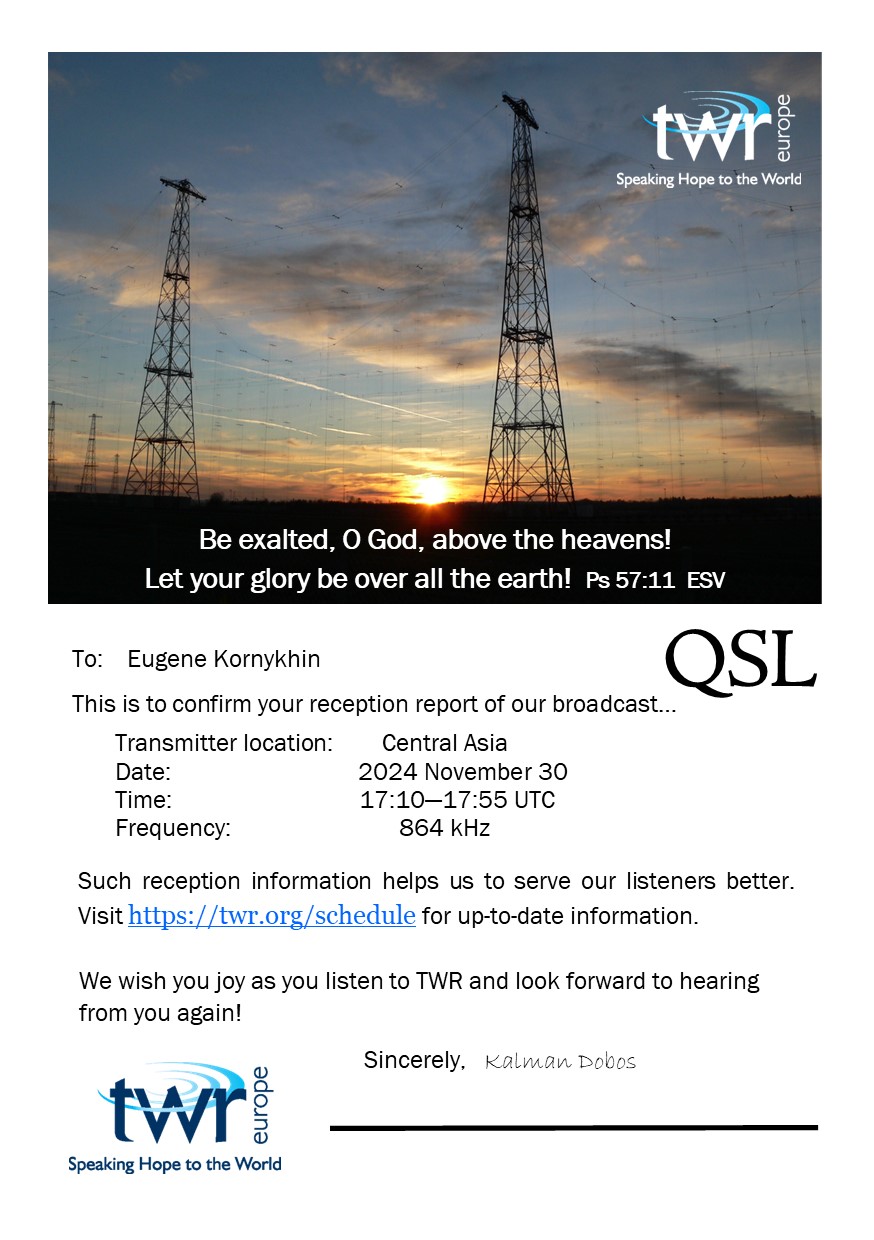 twr europe
Speaking Hope to the World
Be exalted, O God, above the heavens!
Let your glory be over all the earth! Ps 57:11 ESV
QSL
To: Eugene Kornykhin
This is to confirm your reception report of our broadcast...
Transmitter location: Central Asia
Date: 2024 November 30
Time: 17:10—17:55 UTC
Frequency: 864 kHz
Such reception information helps us to serve our listeners better.
Visit https://twr.org/schedule for up-to-date information.
We wish you joy as you listen to TWR and look forward to hearing
from you again!
Sincerely, Kalman Dobos
twr europe
Speaking Hope to the World